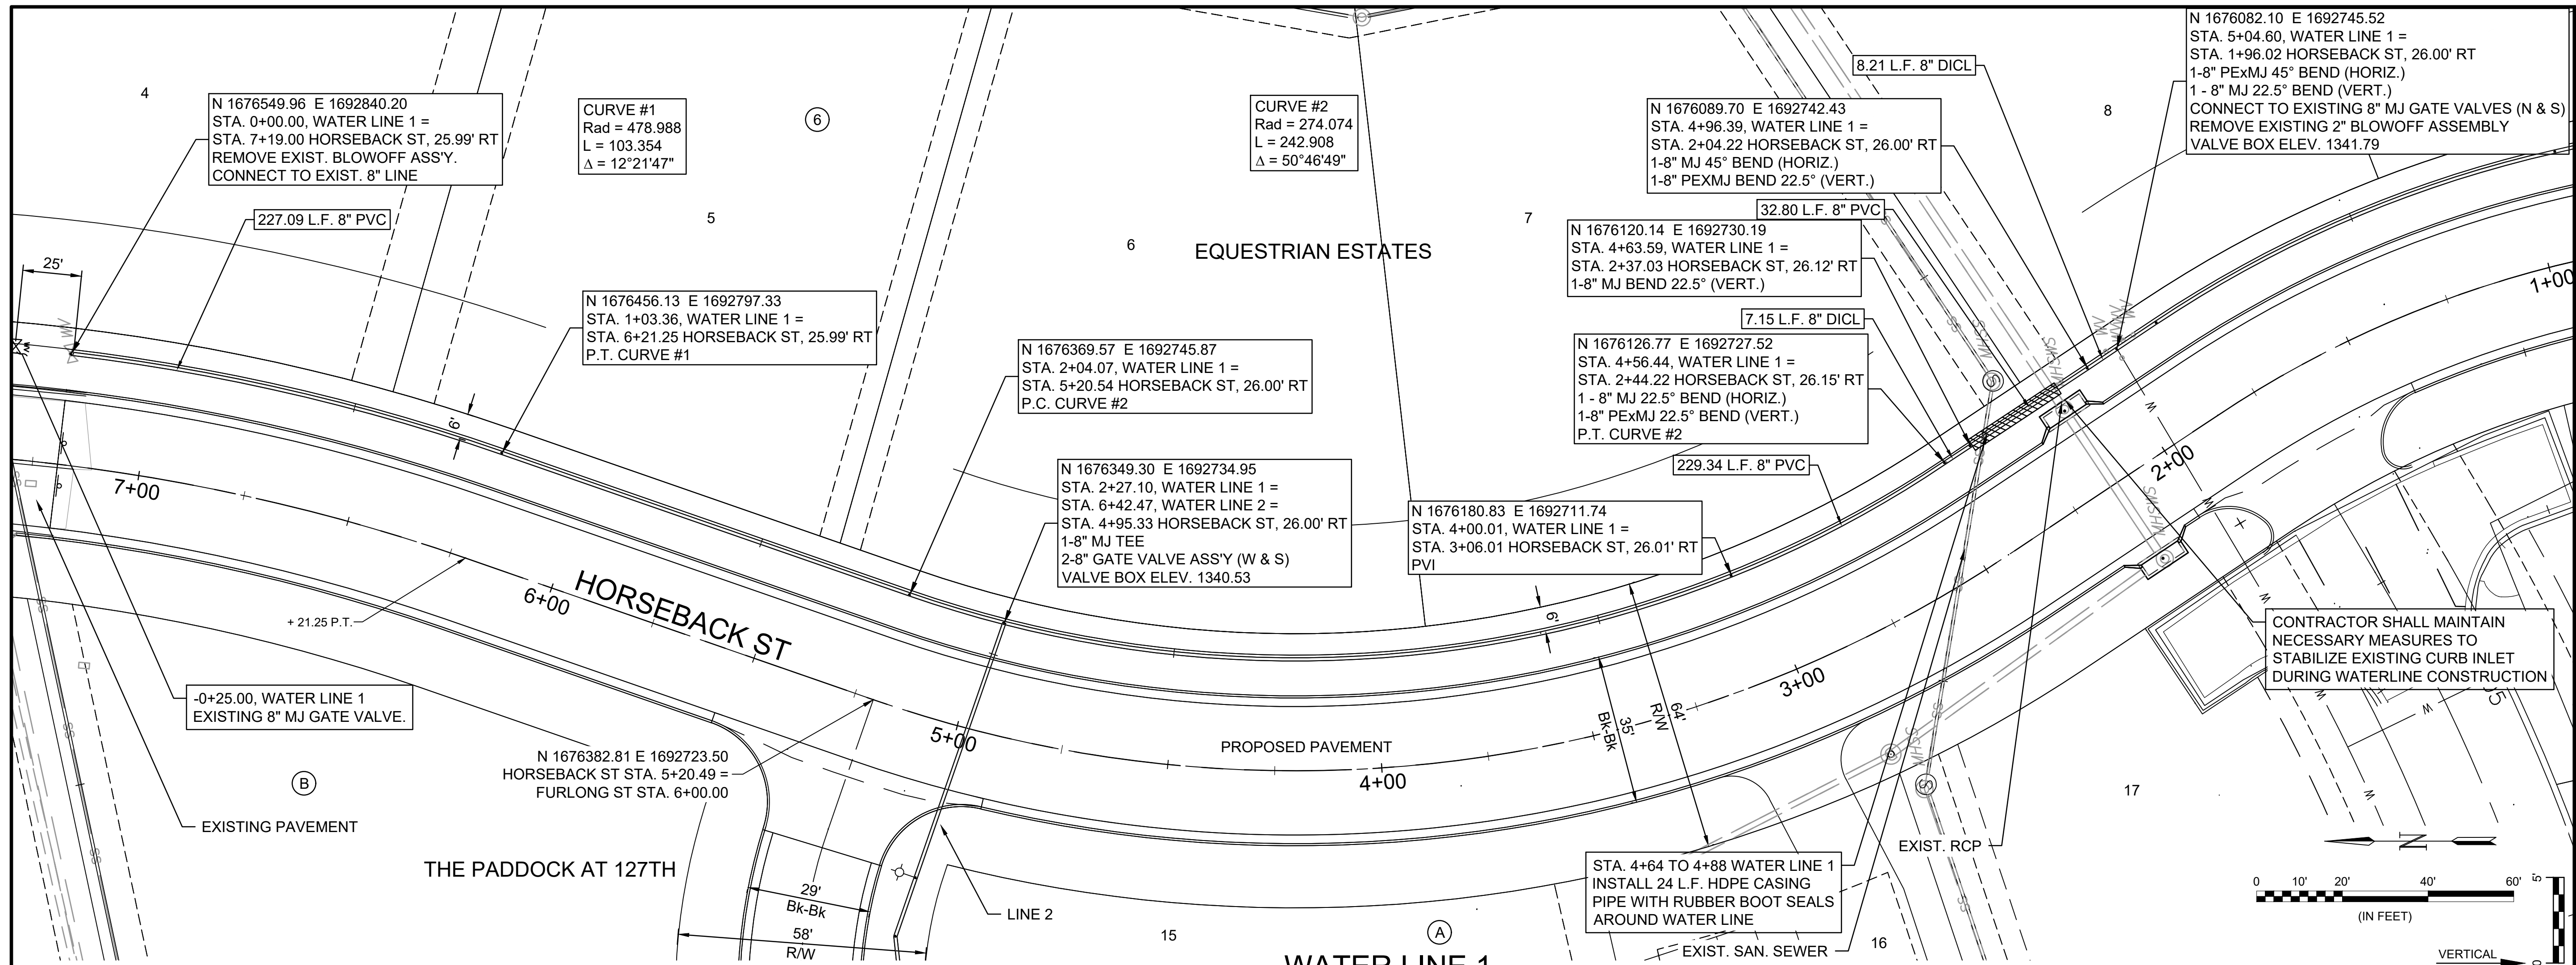 N 1676549.96 E 1692840.20
STA. 0+00.00, WATER LINE 1 =
STA. 7+19.00 HORSEBACK ST, 25.99' RT
REMOVE EXIST. BLOWOFF ASS'Y.
CONNECT TO EXIST. 8" LINE
227.09 L.F. 8" PVC
25'
4
CURVE #1
Rad = 478.988
L = 103.354
Δ = 12°21'47"
6
5
CURVE #2
Rad = 274.074
L = 242.908
Δ = 50°46'49"
6
EQUESTRIAN ESTATES
7
8
8.21 L.F. 8" DICL
N 1676082.10 E 1692745.52
STA. 5+04.60, WATER LINE 1 =
STA. 1+96.02 HORSEBACK ST, 26.00' RT
1-8" PExMJ 45° BEND (HORIZ.)
1 - 8" MJ 22.5° BEND (VERT.)
CONNECT TO EXISTING 8" MJ GATE VALVES (N & S)
REMOVE EXISTING 2" BLOWOFF ASSEMBLY
VALVE BOX ELEV. 1341.79
N 1676089.70 E 1692742.43
STA. 4+96.39, WATER LINE 1 =
STA. 2+04.22 HORSEBACK ST, 26.00' RT
1-8" MJ 45° BEND (HORIZ.)
1-8" PEXMJ BEND 22.5° (VERT.)
32.80 L.F. 8" PVC
N 1676120.14 E 1692730.19
STA. 4+63.59, WATER LINE 1 =
STA. 2+37.03 HORSEBACK ST, 26.12' RT
1-8" MJ BEND 22.5° (VERT.)
7.15 L.F. 8" DICL
N 1676126.77 E 1692727.52
STA. 4+56.44, WATER LINE 1 =
STA. 2+44.22 HORSEBACK ST, 26.15' RT
1 - 8" MJ 22.5° BEND (HORIZ.)
1-8" PExMJ 22.5° BEND (VERT.)
P.T. CURVE #2
229.34 L.F. 8" PVC
N 1676456.13 E 1692797.33
STA. 1+03.36, WATER LINE 1 =
STA. 6+21.25 HORSEBACK ST, 25.99' RT
P.T. CURVE #1
6'
N 1676369.57 E 1692745.87
STA. 2+04.07, WATER LINE 1 =
STA. 5+20.54 HORSEBACK ST, 26.00' RT
P.C. CURVE #2
N 1676349.30 E 1692734.95
STA. 2+27.10, WATER LINE 1 =
STA. 6+42.47, WATER LINE 2 =
STA. 4+95.33 HORSEBACK ST, 26.00' RT
1-8" MJ TEE
2-8" GATE VALVE ASS'Y (W & S)
VALVE BOX ELEV. 1340.53
N 1676180.83 E 1692711.74
STA. 4+00.01, WATER LINE 1 =
STA. 3+06.01 HORSEBACK ST, 26.01' RT
PVI
6'
7+00
6+00
5+00
4+00
3+00
2+00
1+00
HORSEBACK ST
+ 21.25 P.T.
PROPOSED PAVEMENT
35'
Bk-Bk
64'
R/W
-0+25.00, WATER LINE 1
EXISTING 8" MJ GATE VALVE.
N 1676382.81 E 1692723.50
HORSEBACK ST STA. 5+20.49 =
FURLONG ST STA. 6+00.00
EXISTING PAVEMENT
B
THE PADDOCK AT 127TH
29'
Bk-Bk
58'
R/W
LINE 2
15
A
WATER LINE 1
STA. 4+64 TO 4+88 WATER LINE 1
INSTALL 24 L.F. HDPE CASING
PIPE WITH RUBBER BOOT SEALS
AROUND WATER LINE
EXIST. SAN. SEWER
16
EXIST. RCP
17
CONTRACTOR SHALL MAINTAIN
NECESSARY MEASURES TO
STABILIZE EXISTING CURB INLET
DURING WATERLINE CONSTRUCTION
N
0 10' 20' 40' 60'
(IN FEET)
5'
VERTICAL
0